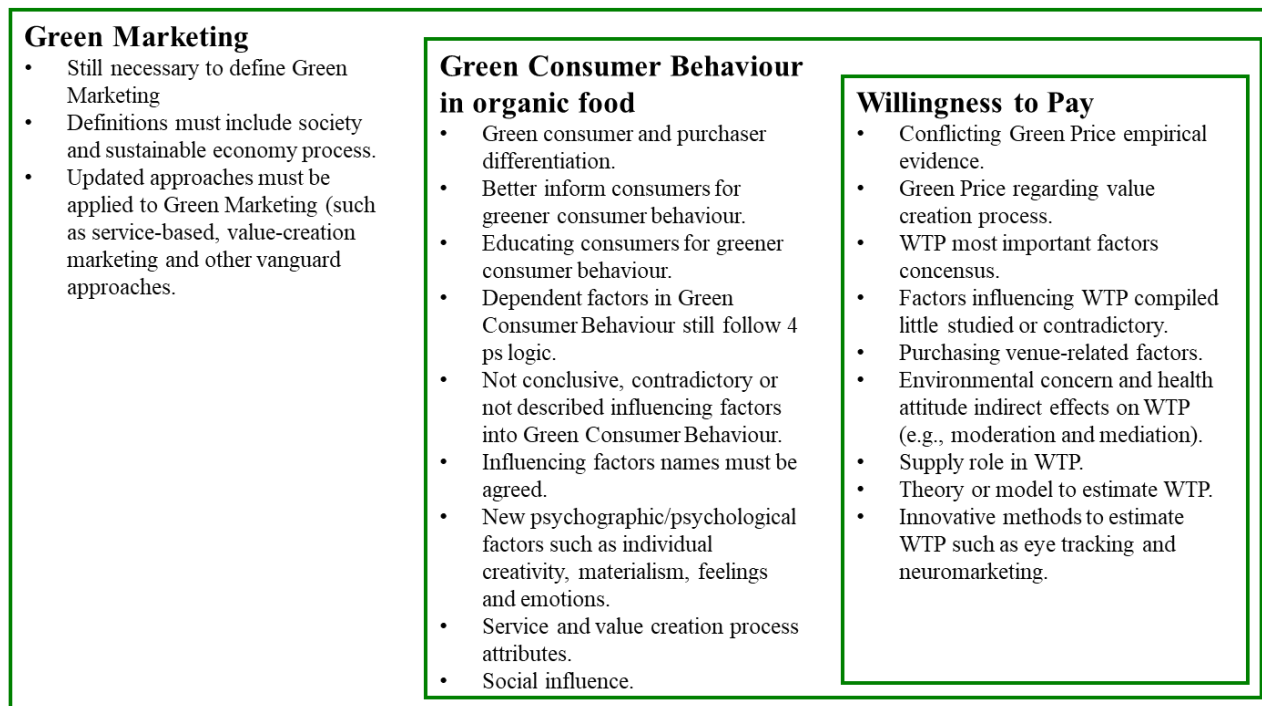 Green Marketing
• Still necessary to define Green
Marketing
• Definitions must include society
and sustainable economy process.
• Updated approaches must be
applied to Green Marketing (such
as service-based, value-creation
marketing and other vanguard
approaches.
Green Consumer Behaviour
in organic food
• Green consumer and purchaser
differentiation.
• Better inform consumers for
greener consumer behaviour.
• Educating consumers for greener
consumer behaviour.
• Dependent factors in Green
Consumer Behaviour still follow 4
ps logic.
• Not conclusive, contradictory or
not described influencing factors
into Green Consumer Behaviour.
• Influencing factors names must be
agreed.
• New psychographic/psychological
factors such as individual
creativity, materialism, feelings
and emotions.
• Service and value creation process
attributes.
• Social influence.
Willingness to Pay
• Conflicting Green Price empirical
evidence.
• Green Price regarding value
creation process.
• WTP most important factors
concensus.
• Factors influencing WTP compiled
little studied or contradictory.
• Purchasing venue-related factors.
• Environmental concern and health
attitude indirect effects on WTP
(e.g., moderation and mediation).
• Supply role in WTP.
• Theory or model to estimate WTP.
• Innovative methods to estimate
WTP such as eye tracking and
neuromarketing.